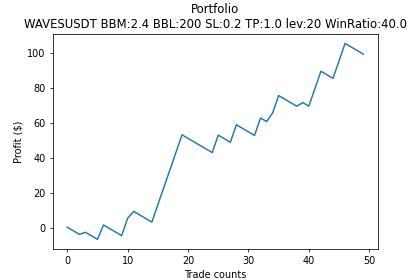 Portfolio
WAVESUSDT BBM:2.4 BBL:200 SL:0.2 TP:1.0 lev:20 WinRatio:40.0
100
80
60
40
20
0
Profit ($)
0 10 20 30 40 50
Trade counts